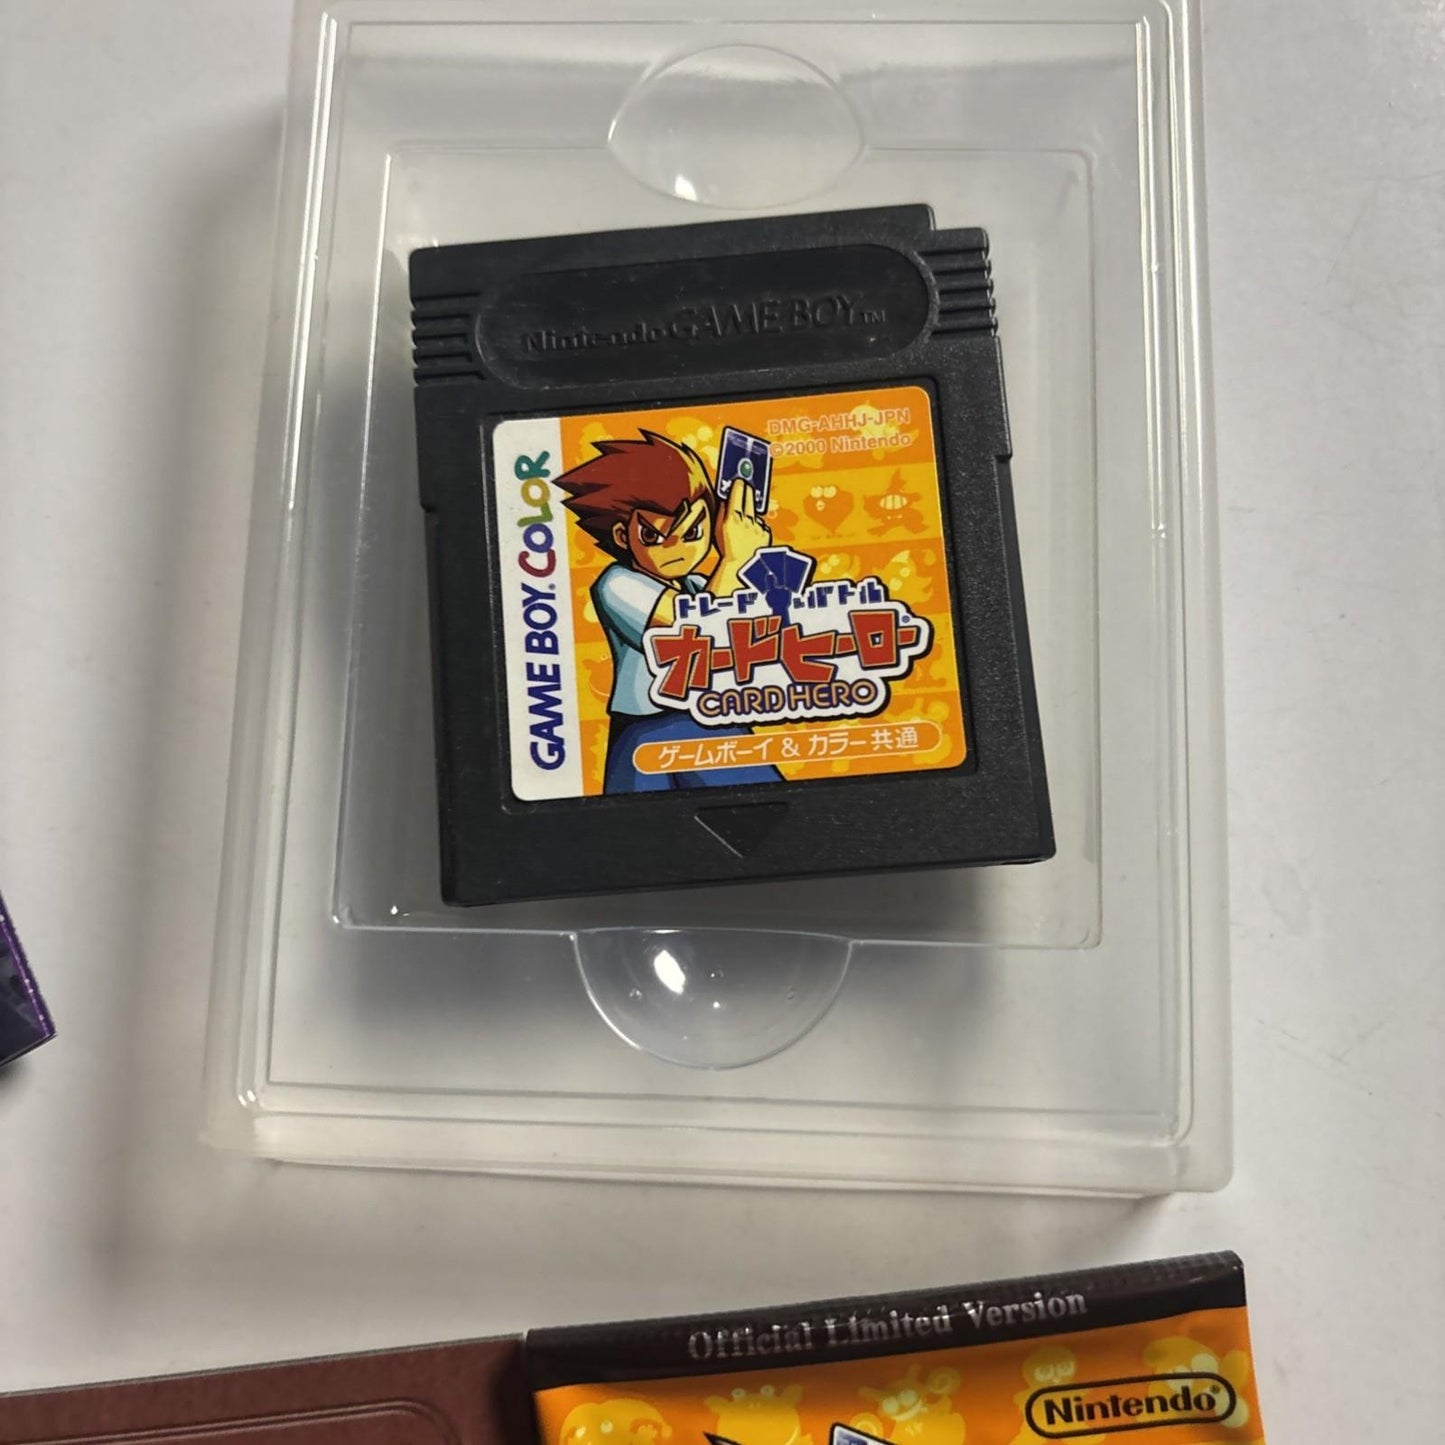 Nintendo GAME BOY™
DMG-AHHJ-JPN
©2000 Nintendo
GAME BOY COLOR
トレード&バトル
カードヒーロー®
CARD HERO
ゲームボーイ & カラー共通
Official Limited Version
Nintendo®